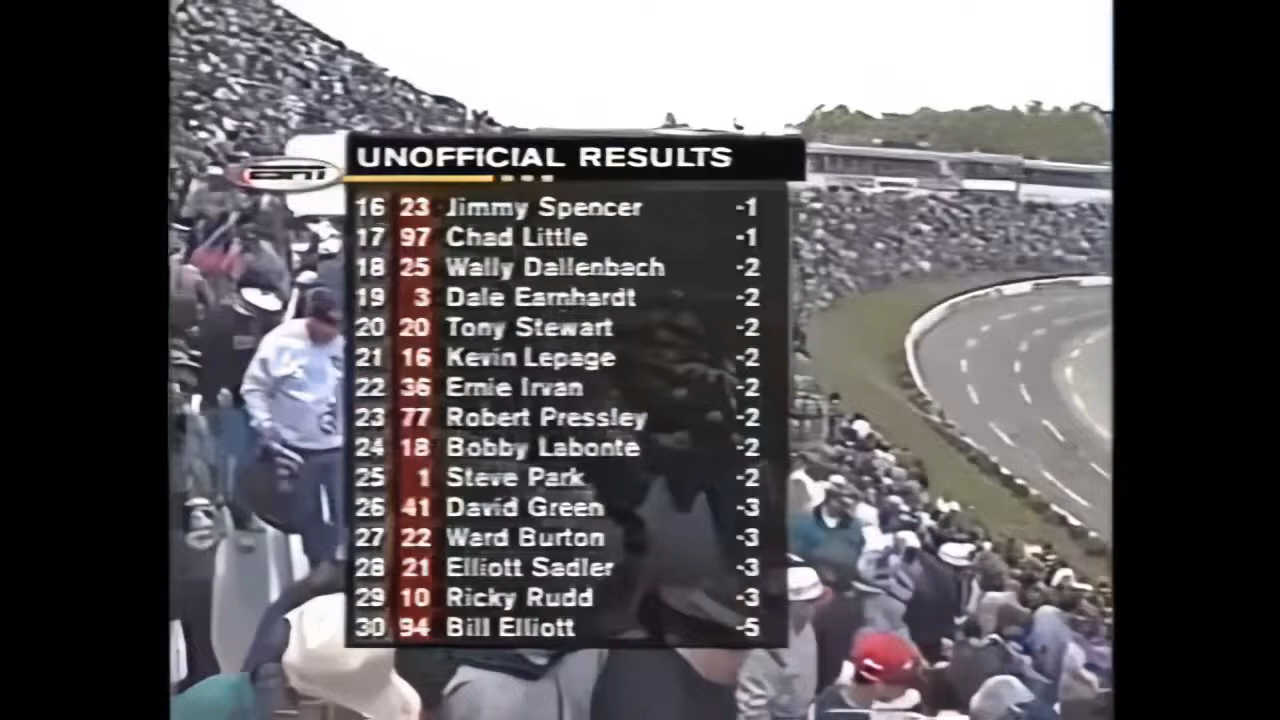 UNOFFICIAL RESULTS
16 23 Jimmy Spencer -1
17 97 Chad Little -1
18 25 Wally Dallenbach -2
19 3 Dale Earnhardt -2
20 20 Tony Stewart -2
21 16 Kevin Lepage -2
22 36 Ernie Irvan -2
23 77 Robert Pressley -2
24 18 Bobby Labonte -2
25 1 Steve Park -2
26 41 David Green -3
27 22 Ward Burton -3
28 21 Elliott Sadler -3
29 10 Ricky Rudd -3
30 94 Bill Elliott -5